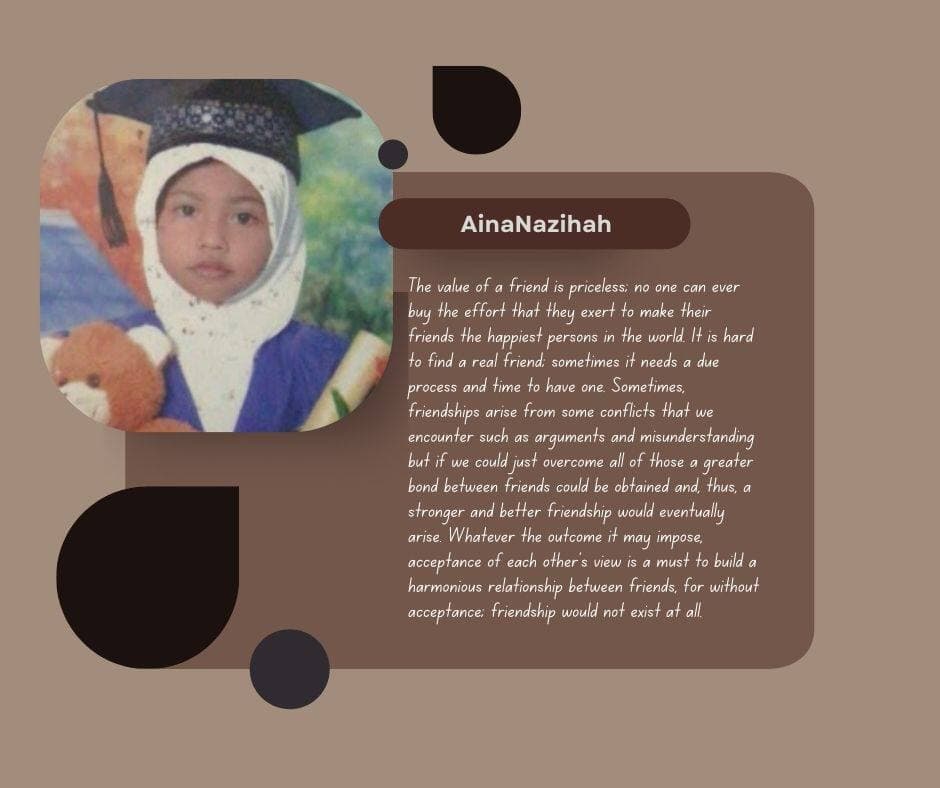 AinaNazihah
The value of a friend is priceless; no one can ever
buy the effort that they exert to make their
friends the happiest persons in the world. It is hard
to find a real friend; sometimes it needs a due
process and time to have one. Sometimes,
friendships arise from some conflicts that we
encounter such as arguments and misunderstanding
but if we could just overcome all of those a greater
bond between friends could be obtained and, thus, a
stronger and better friendship would eventually
arise. Whatever the outcome it may impose,
acceptance of each other's view is a must to build a
harmonious relationship between friends, for without
acceptance; friendship would not exist at all.